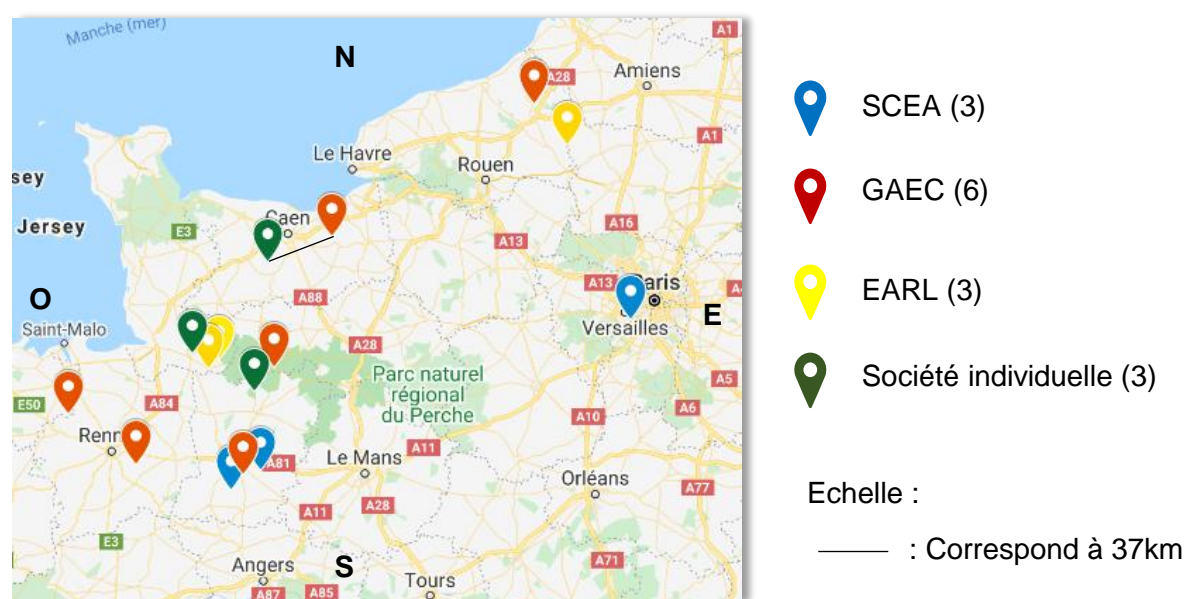 Manche (mer)
N
A1
A28
Amiens
A1
Le Havre
Rouen
sey
Jersey
Caen
E3
A16
A13
A13
Paris
O
A88
E
Versailles
Saint-Malo
A28
Parc naturel
régional
du Perche
A5
E50
A84
A10
A6
A11
A81
Le Mans
Orléans
A77
A28
A11
E3
A71
Angers
S
Tours
A87
A85
SCEA (3)
GAEC (6)
EARL (3)
Société individuelle (3)
Echelle :
: Correspond à 37km